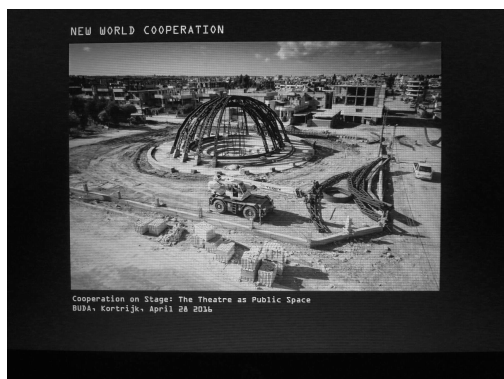 NEW WORLD COOPERATION
Cooperation on Stage: The Theatre as Public Space
BUDA, Kortrijk, April 28 2016